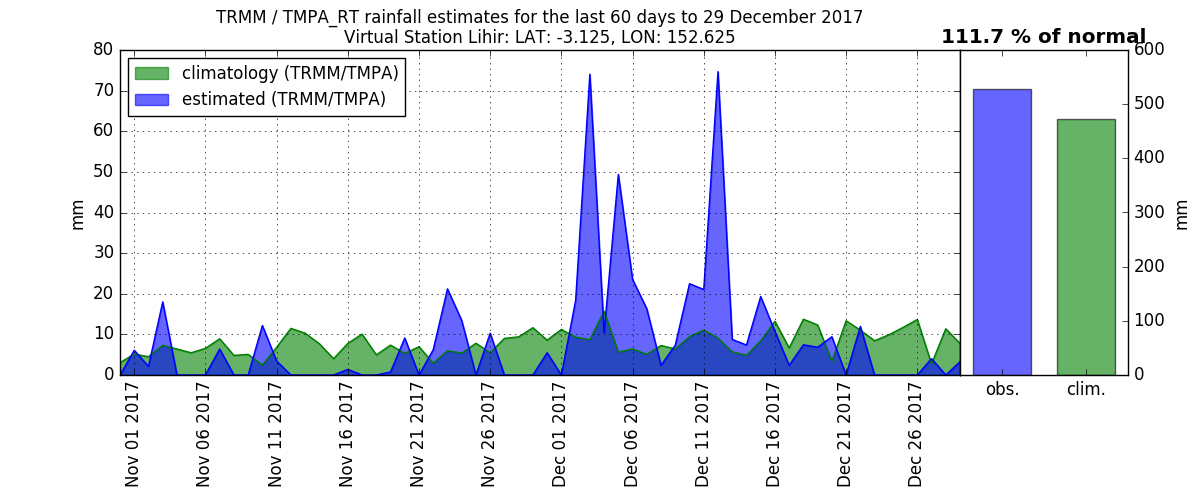 TRMM / TMPA_RT rainfall estimates for the last 60 days to 29 December 2017
Virtual Station Lihir: LAT: -3.125, LON: 152.625
111.7 % of normal
climatology (TRMM/TMPA)
estimated (TRMM/TMPA)
mm
80
70
60
50
40
30
20
10
0
Nov 01 2017
Nov 06 2017
Nov 11 2017
Nov 16 2017
Nov 21 2017
Nov 26 2017
Dec 01 2017
Dec 06 2017
Dec 11 2017
Dec 16 2017
Dec 21 2017
Dec 26 2017
600
500
400
300
200
100
0
mm
obs.
clim.